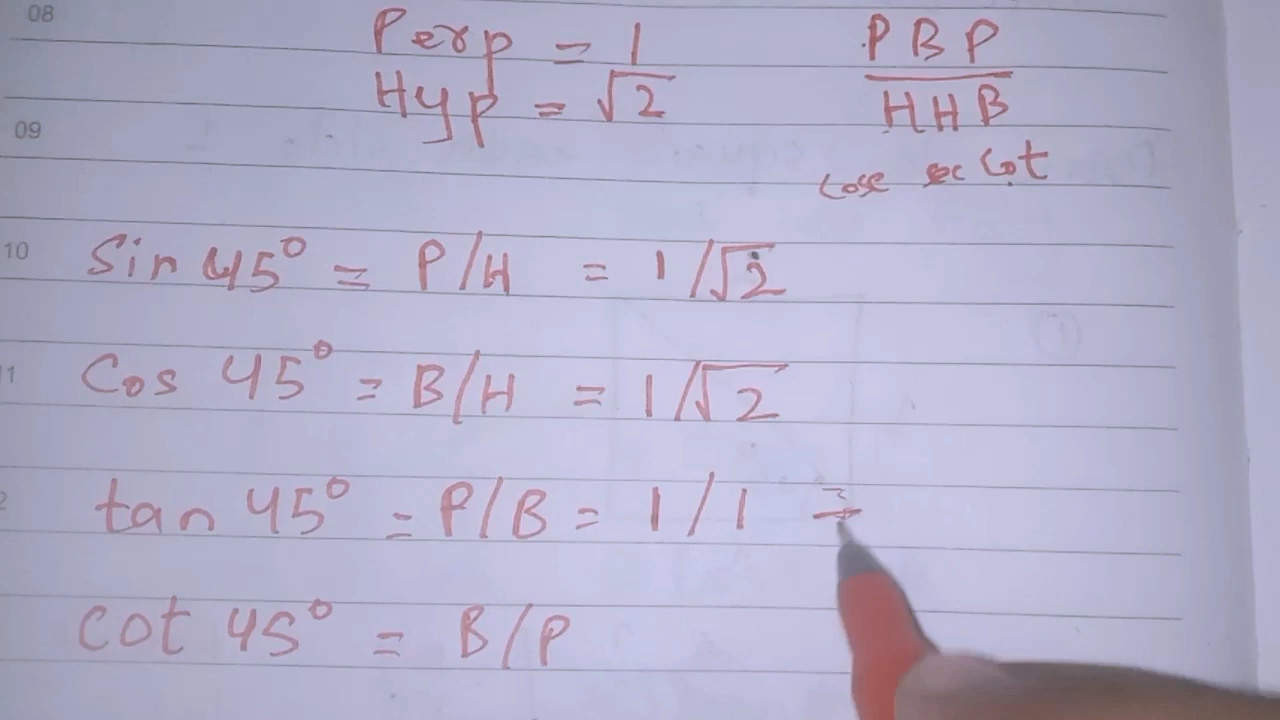 08
Perp = 1
PBP
Hyp = √2
HHB
09
cose sec Cot
10
Sin 45° = P/H = 1/√2
Cos 45° = B/H = 1/√2
tan 45° = P/B = 1/1 =
Cot 45° = B/P